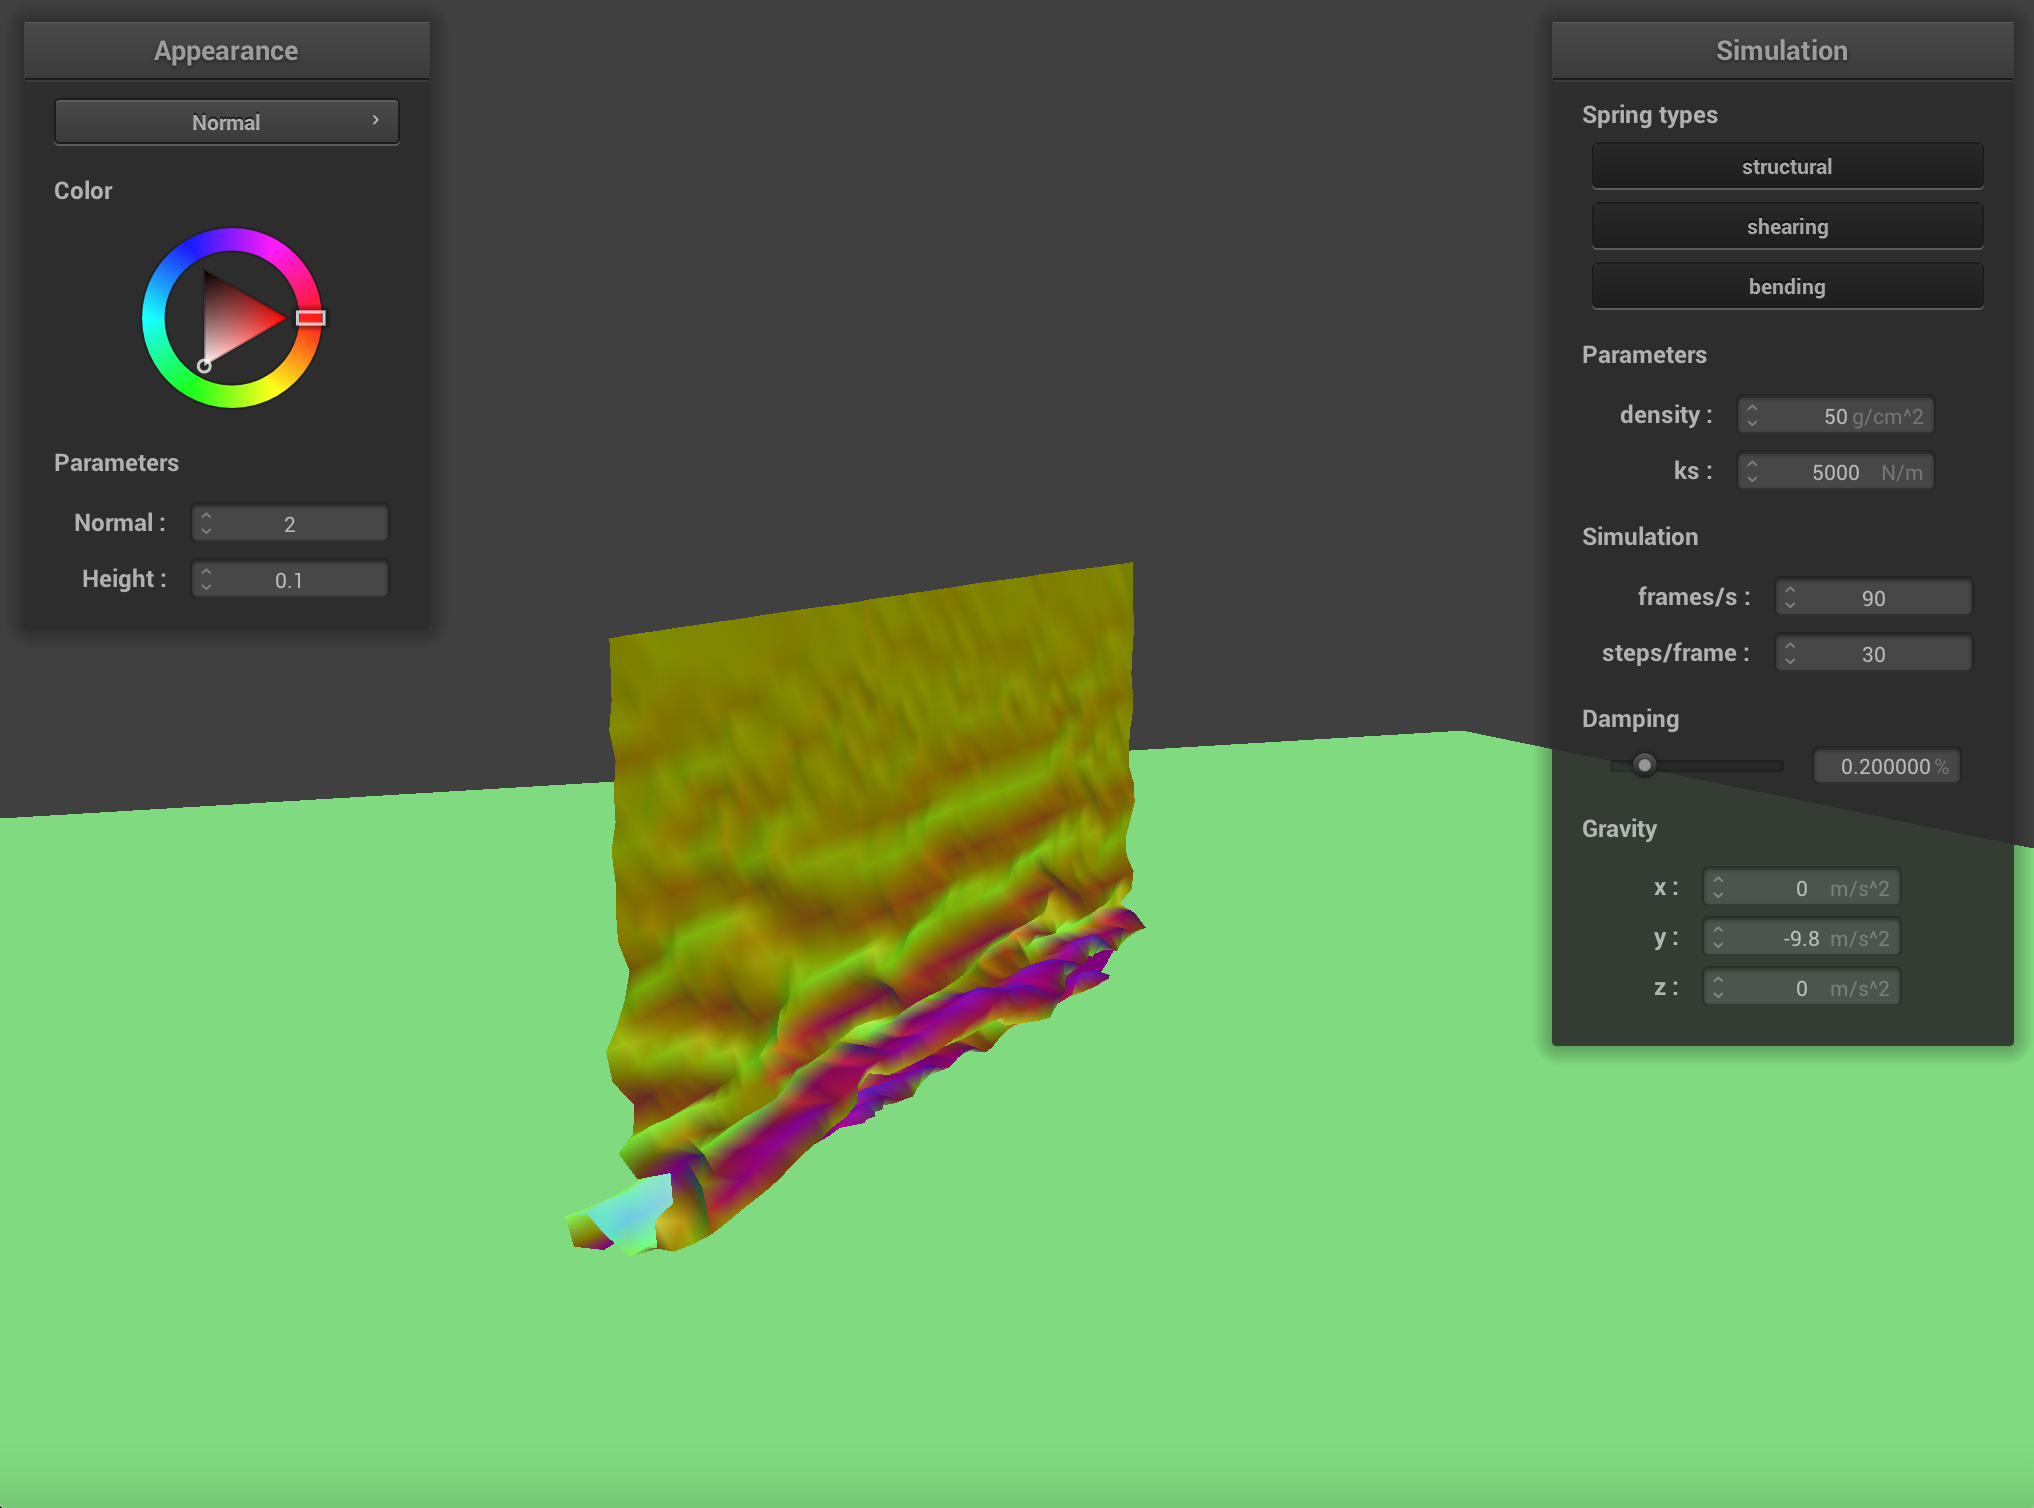 Appearance
Normal
Color
Parameters
Normal : 2
Height : 0.1
Simulation
Spring types
structural
shearing
bending
Parameters
density : 50 g/cm^2
ks : 5000 N/m
Simulation
frames/s : 90
steps/frame : 30
Damping
0.200000 %
Gravity
x : 0 m/s^2
y : -9.8 m/s^2
z : 0 m/s^2